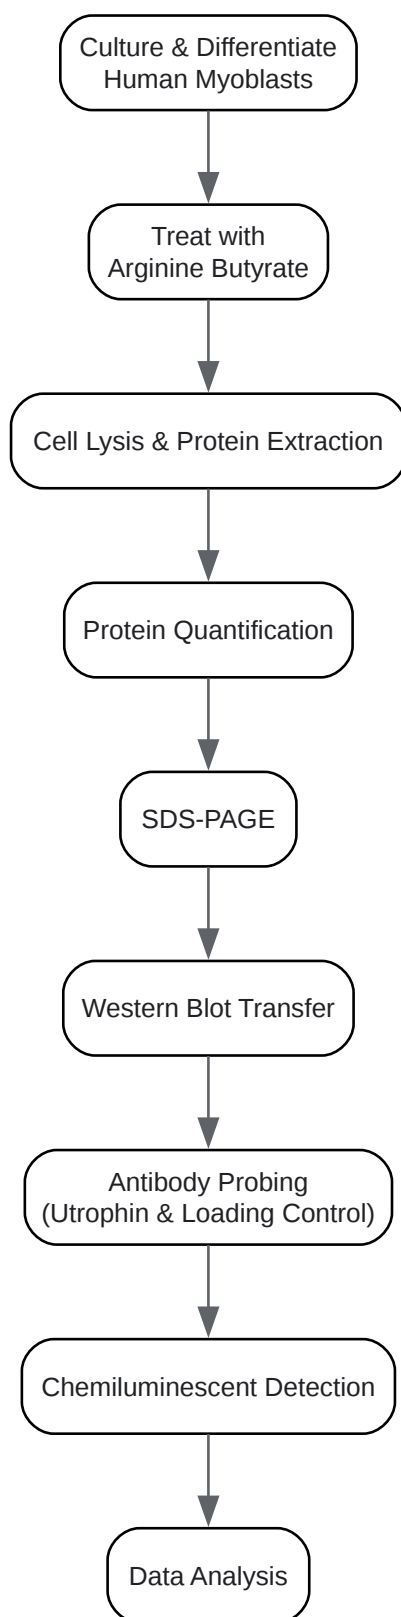 Culture & Differentiate
Human Myoblasts
Treat with
Arginine Butyrate
Cell Lysis & Protein Extraction
Protein Quantification
SDS-PAGE
Western Blot Transfer
Antibody Probing
(Utrophin & Loading Control)
Chemiluminescent Detection
Data Analysis